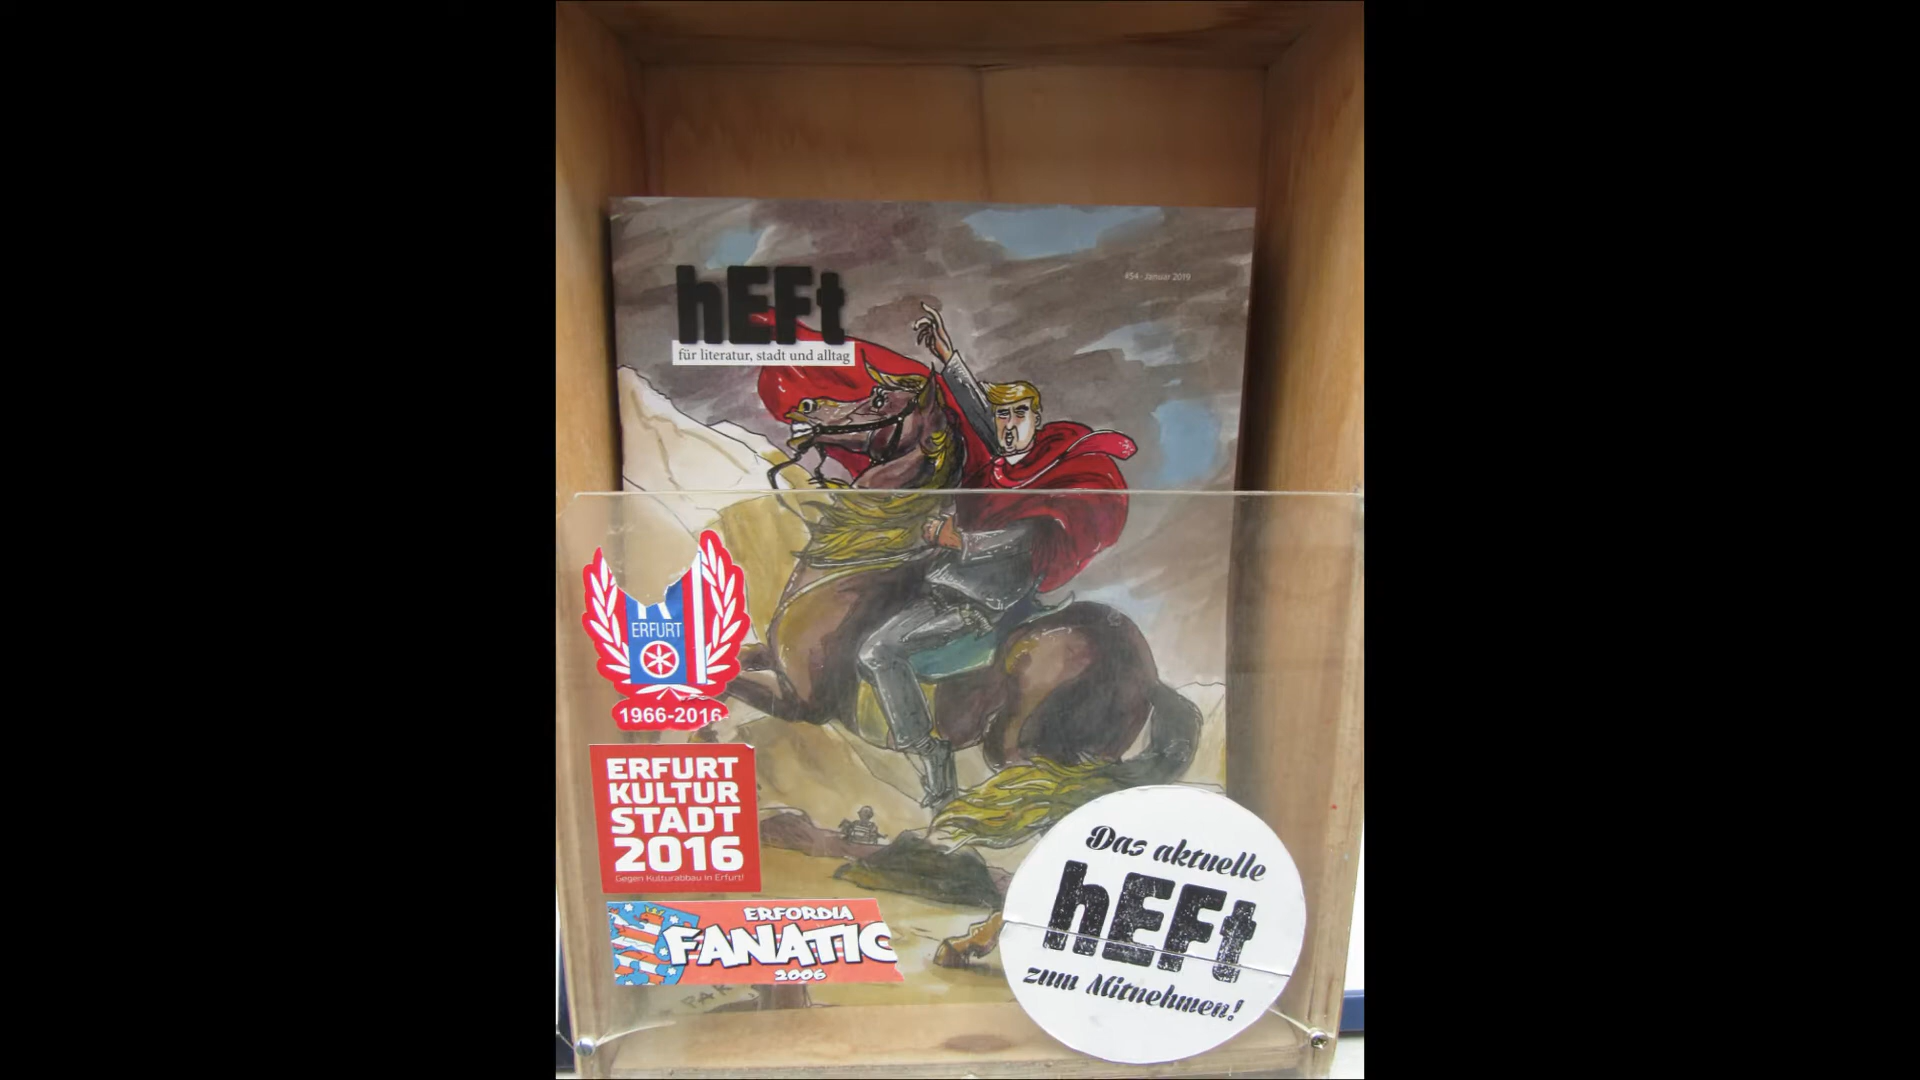 hEFt
für literatur, stadt und alltag
#54 - Januar 2019
ERFURT
1966-2016
ERFURT
KULTUR
STADT
2016
Gegen Kulturabbau in Erfurt!
ERFORDIA
FANATIC
2006
Das aktuelle
hEFt
zum Mitnehmen!